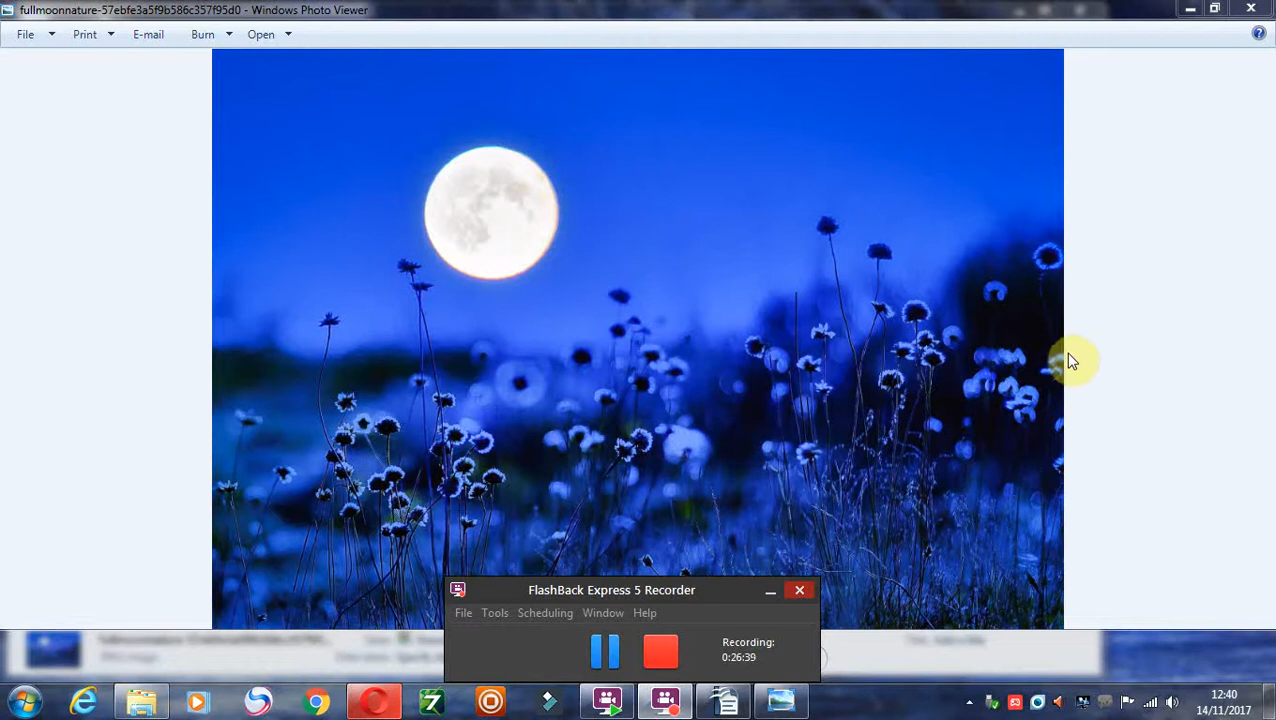 fullmoonnature-57ebfe3a5f9b586c357f95d0 - Windows Photo Viewer
File Print E-mail Burn Open
FlashBack Express 5 Recorder
File Tools Scheduling Window Help
Recording:
0:26:39
12:40
14/11/2017